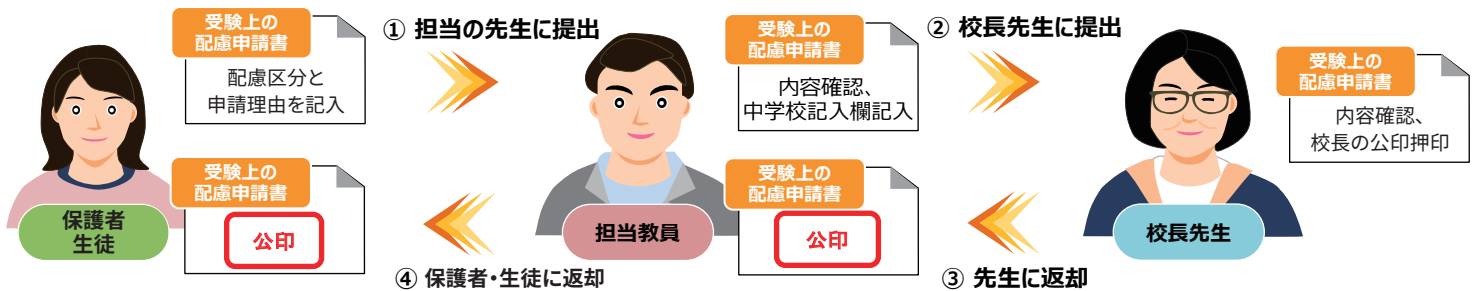 受験上の
配慮申請書
配慮区分と
申請理由を記入
① 担当の先生に提出
受験上の
配慮申請書
内容確認、
中学校記入欄記入
② 校長先生に提出
受験上の
配慮申請書
内容確認、
校長の公印押印
保護者
生徒
受験上の
配慮申請書
公印
④ 保護者・生徒に返却
担当教員
受験上の
配慮申請書
公印
③ 先生に返却
校長先生